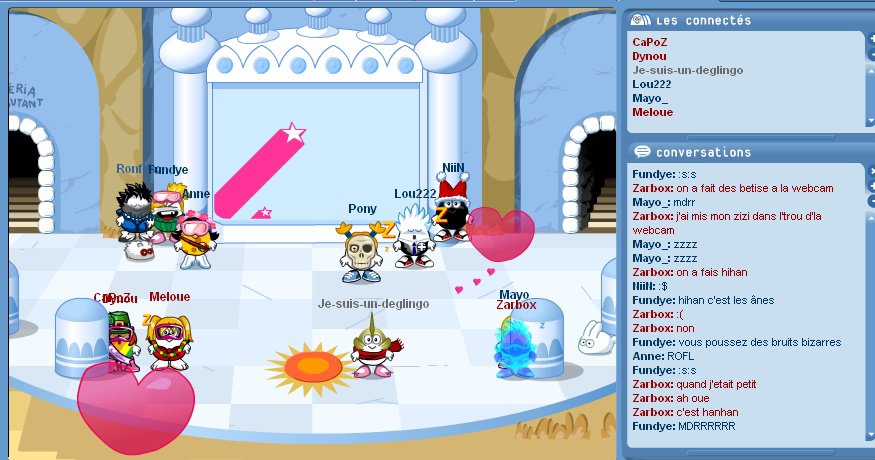 ERIA
LUTANT
Fundye
NiiN
Anne
Lou222
Pony
Z
z
Meloue
Je-suis-un-deglingo
Mayo
Zarbox
Les connectés
CaPoZ
Dynou
Je-suis-un-deglingo
Lou222
Mayo_
Meloue
conversations
Fundye: :s:s
Zarbox: on a fait des betise a la webcam
Mayo_: mdrr
Zarbox: j'ai mis mon zizi dans l'trou d'la
webcam
Mayo_: zzzz
Mayo_: zzzz
Zarbox: on a fais hihan
NiiN: :$
Fundye: hihan c'est les ânes
Zarbox: :(
Zarbox: non
Fundye: vous poussez des bruits bizarres
Anne: ROFL
Fundye: :s:s
Zarbox: quand j'etait petit
Zarbox: ah oue
Zarbox: c'est hanhan
Fundye: MDRRRRRR